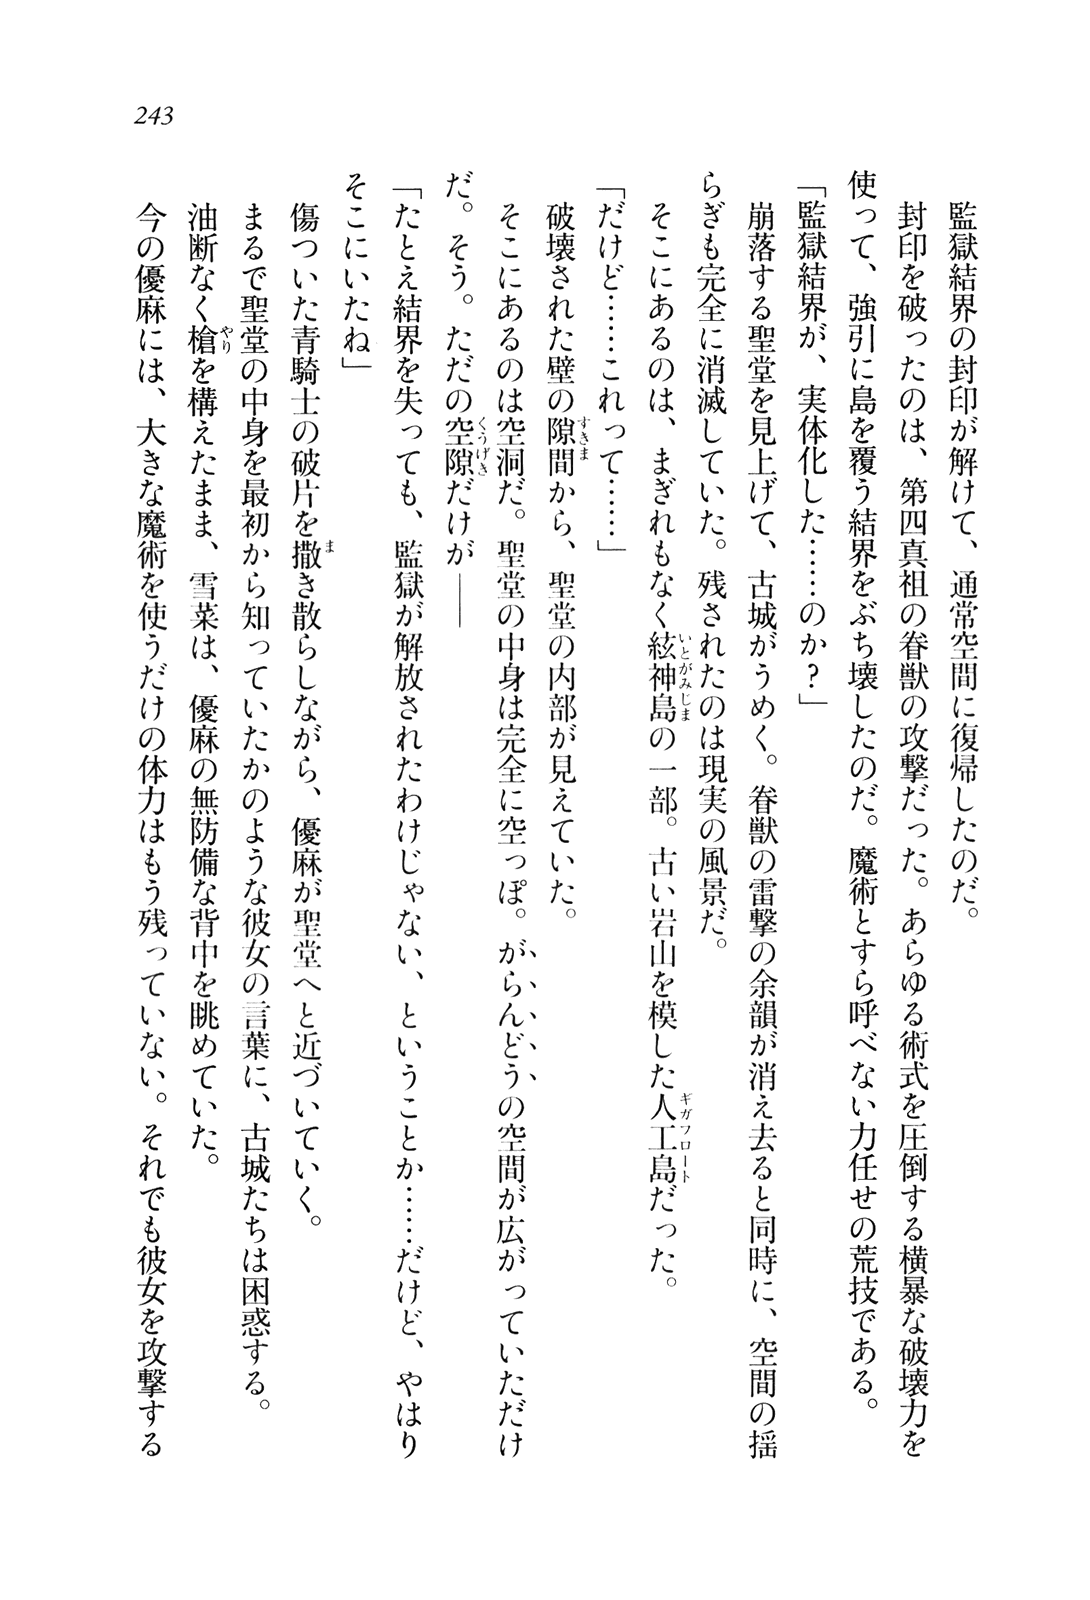 243
監獄結界の封印が解けて、通常空間に復帰したのだ。
封印を破ったのは、第四真祖の眷獣の攻撃だった。あらゆる術式を圧倒する横暴な破壊力を
使って、強引に島を覆う結界をぶち壊したのだ。魔術とすら呼べない力任せの荒技である。
「監獄結界が、実体化した……のか？」
崩落する聖堂を見上げて、古城がうめく。眷獣の雷撃の余韻が消え去ると同時に、空間の揺
らぎも完全に消滅していた。残されたのは現実の風景だ。
そこにあるのは、まぎれもなく絃神島いとがみじまの一部。古い岩山を模した人工島ギガフロートだった。
「だけど……これって……」
破壊された壁の隙間すきまから、聖堂の内部が見えていた。
そこにあるのは空洞だ。聖堂の中身は完全に空っぽ。がらんどうの空間が広がっていただけ
だ。そう。ただの空隙くうげきだけが――
「たとえ結界を失っても、監獄が解放されたわけじゃない、ということか……だけど、やはり
そこにいたね」
傷ついた青騎士の破片を撒まき散らしながら、優麻が聖堂へと近づいていく。
まるで聖堂の中身を最初から知っていたかのような彼女の言葉に、古城たちは困惑する。
油断なく槍やりを構えたまま、雪菜は、優麻の無防備な背中を眺めていた。
今の優麻には、大きな魔術を使うだけの体力はもう残っていない。それでも彼女を攻撃する